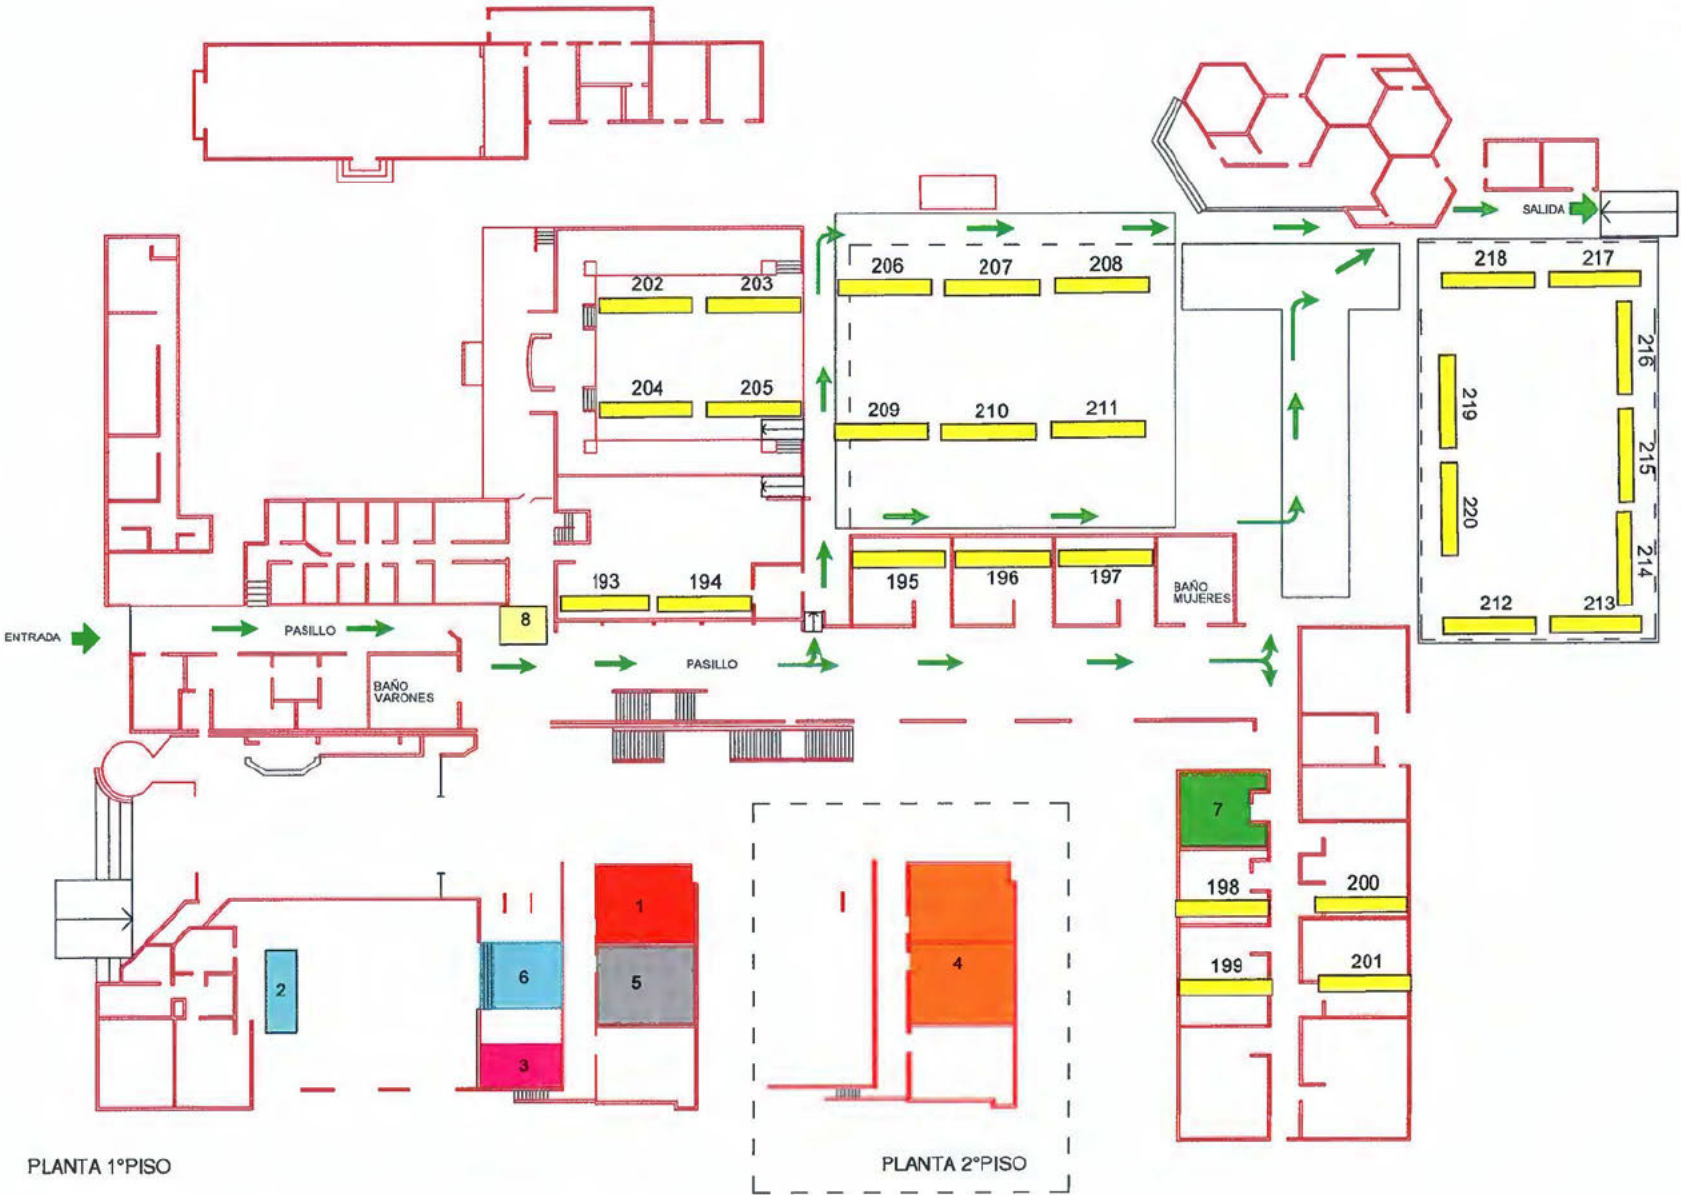 SALIDA
206 207 208
218 217
202 203
216
204 205
219
209 210 211
215
220
214
193 194
195 196 197
BAÑO
MUJERES
212 213
8
ENTRADA
PASILLO
PASILLO
BAÑO
VARONES
7
198 200
1
199 201
2
6
5
4
3
PLANTA 1°PISO
PLANTA 2°PISO